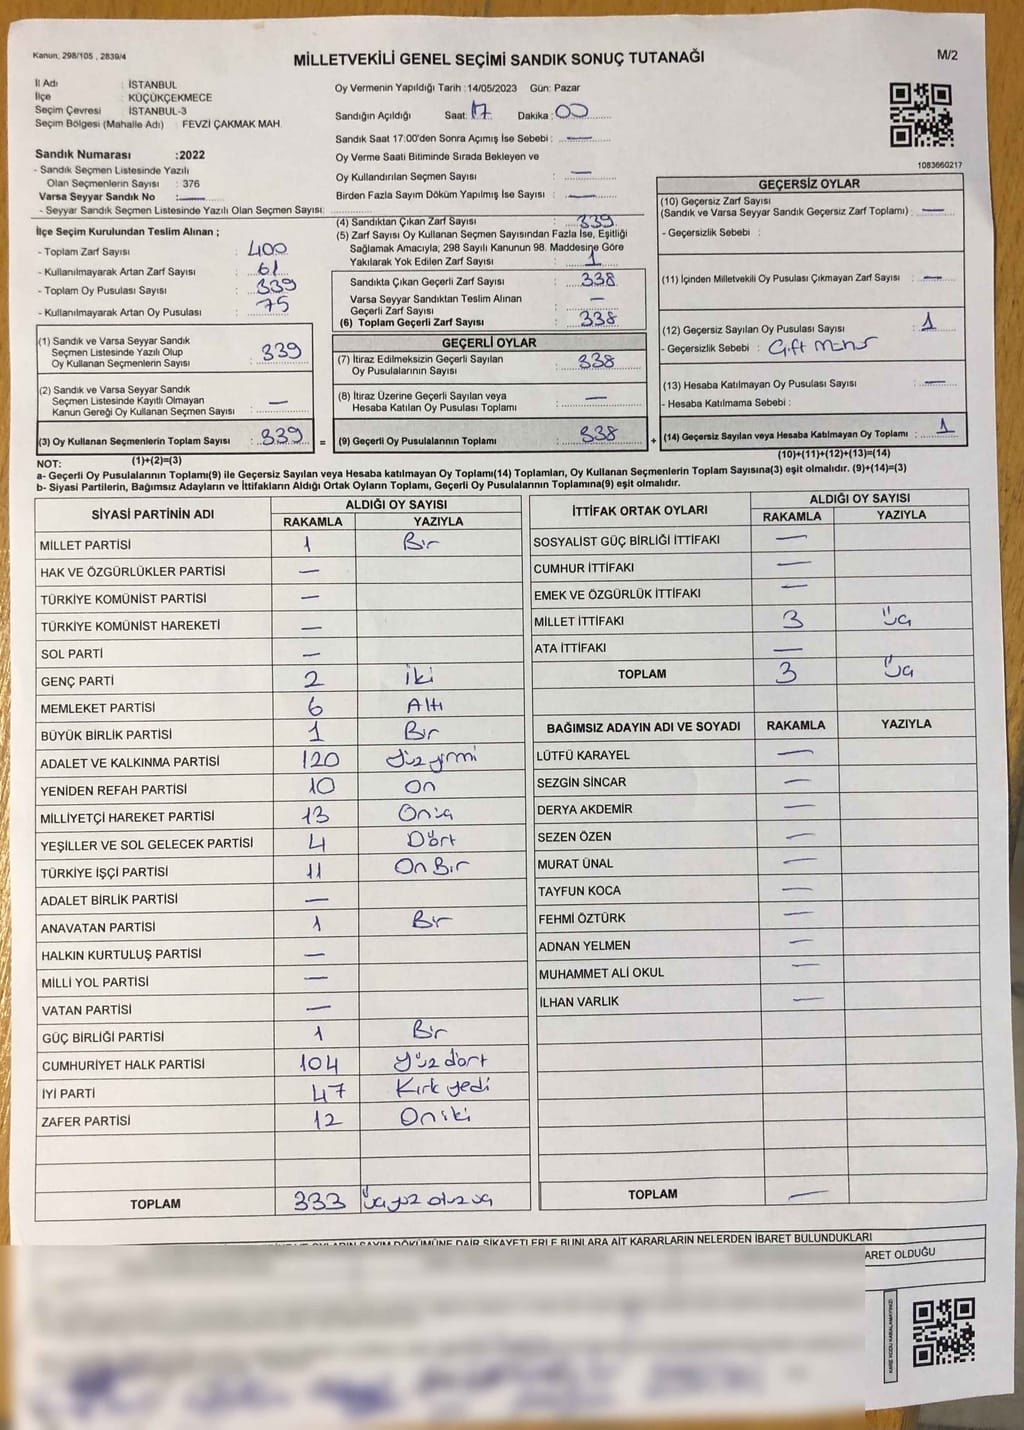 Kanun, 298/105 , 2839/4
MİLLETVEKİLİ GENEL SEÇİMİ SANDIK SONUÇ TUTANAĞI
M/2
İl Adı : İSTANBUL
İlçe : KÜÇÜKÇEKMECE
Seçim Çevresi : İSTANBUL-3
Seçim Bölgesi (Mahalle Adı) : FEVZİ ÇAKMAK MAH.
Sandık Numarası :2022
- Sandık Seçmen Listesinde Yazılı
Olan Seçmenlerin Sayısı : 376
Varsa Seyyar Sandık No : —
- Seyyar Sandık Seçmen Listesinde Yazılı Olan Seçmen Sayısı:
İlçe Seçim Kurulundan Teslim Alınan ;
- Toplam Zarf Sayısı : 400
- Kullanılmayarak Artan Zarf Sayısı : 61
- Toplam Oy Pusulası Sayısı : 339
- Kullanılmayarak Artan Oy Pusulası : 75
Oy Vermenin Yapıldığı Tarih :14/05/2023 Gün: Pazar
Sandığın Açıldığı Saat: 17 Dakika : 00
Sandık Saat 17:00'den Sonra Açımış İse Sebebi : —
Oy Verme Saati Bitiminde Sırada Bekleyen ve
Oy Kullandırılan Seçmen Sayısı : —
Birden Fazla Sayım Döküm Yapılmış İse Sayısı : —
(4) Sandıktan Çıkan Zarf Sayısı : 339
(5) Zarf Sayısı Oy Kullanan Seçmen Sayısından Fazla İse, Eşitliği
Sağlamak Amacıyla, 298 Sayılı Kanunun 98. Maddesine Göre
Yakılarak Yok Edilen Zarf Sayısı : 1
Sandıkta Çıkan Geçerli Zarf Sayısı : 338
Varsa Seyyar Sandıktan Teslim Alınan
Geçerli Zarf Sayısı : —
(6) Toplam Geçerli Zarf Sayısı : 338
1083660217
GEÇERSİZ OYLAR
(10) Geçersiz Zarf Sayısı
(Sandık ve Varsa Seyyar Sandık Geçersiz Zarf Toplamı) : —
- Geçersizlik Sebebi :
(11) İçinden Milletvekili Oy Pusulası Çıkmayan Zarf Sayısı : —
(12) Geçersiz Sayılan Oy Pusulası Sayısı : 1
- Geçersizlik Sebebi : Çift Mühür
(13) Hesaba Katılmayan Oy Pusulası Sayısı : —
- Hesaba Katılmama Sebebi :
(14) Geçersiz Sayılan veya Hesaba Katılmayan Oy Toplamı : 1
(10)+(11)+(12)+(13)=(14)
(1) Sandık ve Varsa Seyyar Sandık
Seçmen Listesinde Yazılı Olup
Oy Kullanan Seçmenlerin Sayısı : 339
(2) Sandık ve Varsa Seyyar Sandık
Seçmen Listesinde Kayıtlı Olmayan
Kanun Gereği Oy Kullanan Seçmen Sayısı : —
(3) Oy Kullanan Seçmenlerin Toplam Sayısı : 339 =
(1)+(2)=(3)
GEÇERLİ OYLAR
(7) İtiraz Edilmeksizin Geçerli Sayılan
Oy Pusulalarının Sayısı : 338
(8) İtiraz Üzerine Geçerli Sayılan veya
Hesaba Katılan Oy Pusulası Toplamı : —
(9) Geçerli Oy Pusulalarının Toplamı : 338 +
NOT:
a- Geçerli Oy Pusulalarının Toplamı(9) ile Geçersiz Sayılan veya Hesaba katılmayan Oy Toplamı(14) Toplamları, Oy Kullanan Seçmenlerin Toplam Sayısına(3) eşit olmalıdır. (9)+(14)=(3)
b- Siyasi Partilerin, Bağımsız Adayların ve İttifakların Aldığı Ortak Oyların Toplamı, Geçerli Oy Pusulalarının Toplamına(9) eşit olmalıdır.
SİYASİ PARTİNİN ADI ALDIĞI OY SAYISI
RAKAMLA YAZIYLA
MİLLET PARTİSİ 1 Bir
HAK VE ÖZGÜRLÜKLER PARTİSİ —
TÜRKİYE KOMÜNİST PARTİSİ —
TÜRKİYE KOMÜNİST HAREKETİ —
SOL PARTİ —
GENÇ PARTİ 2 İki
MEMLEKET PARTİSİ 6 Altı
BÜYÜK BİRLİK PARTİSİ 1 Bir
ADALET VE KALKINMA PARTİSİ 120 Yüz yirmi
YENİDEN REFAH PARTİSİ 10 On
MİLLİYETÇİ HAREKET PARTİSİ 13 Onüç
YEŞİLLER VE SOL GELECEK PARTİSİ 4 Dört
TÜRKİYE İŞÇİ PARTİSİ 11 On Bir
ADALET BİRLİK PARTİSİ —
ANAVATAN PARTİSİ 1 Bir
HALKIN KURTULUŞ PARTİSİ —
MİLLİ YOL PARTİSİ —
VATAN PARTİSİ —
GÜÇ BİRLİĞİ PARTİSİ 1 Bir
CUMHURİYET HALK PARTİSİ 104 Yüz dört
İYİ PARTİ 47 Kırk yedi
ZAFER PARTİSİ 12 Oniki
TOPLAM 333 Üçyüz otuz üç
İTTİFAK ORTAK OYLARI ALDIĞI OY SAYISI
RAKAMLA YAZIYLA
SOSYALİST GÜÇ BİRLİĞİ İTTİFAKI —
CUMHUR İTTİFAKI —
EMEK VE ÖZGÜRLÜK İTTİFAKI —
MİLLET İTTİFAKI 3 Üç
ATA İTTİFAKI —
TOPLAM 3 Üç
BAĞIMSIZ ADAYIN ADI VE SOYADI RAKAMLA YAZIYLA
LÜTFÜ KARAYEL —
SEZGİN SİNCAR —
DERYA AKDEMİR —
SEZEN ÖZEN —
MURAT ÜNAL —
TAYFUN KOCA —
FEHMİ ÖZTÜRK —
ADNAN YELMEN —
MUHAMMET ALİ OKUL —
İLHAN VARLIK —
TOPLAM —
OYLARIN SAYIM DÖKÜMÜNE DAİR ŞİKAYETLERLE BUNLARA AİT KARARLARIN NELERDEN İBARET BULUNDUKLARI
ARET OLDUĞU